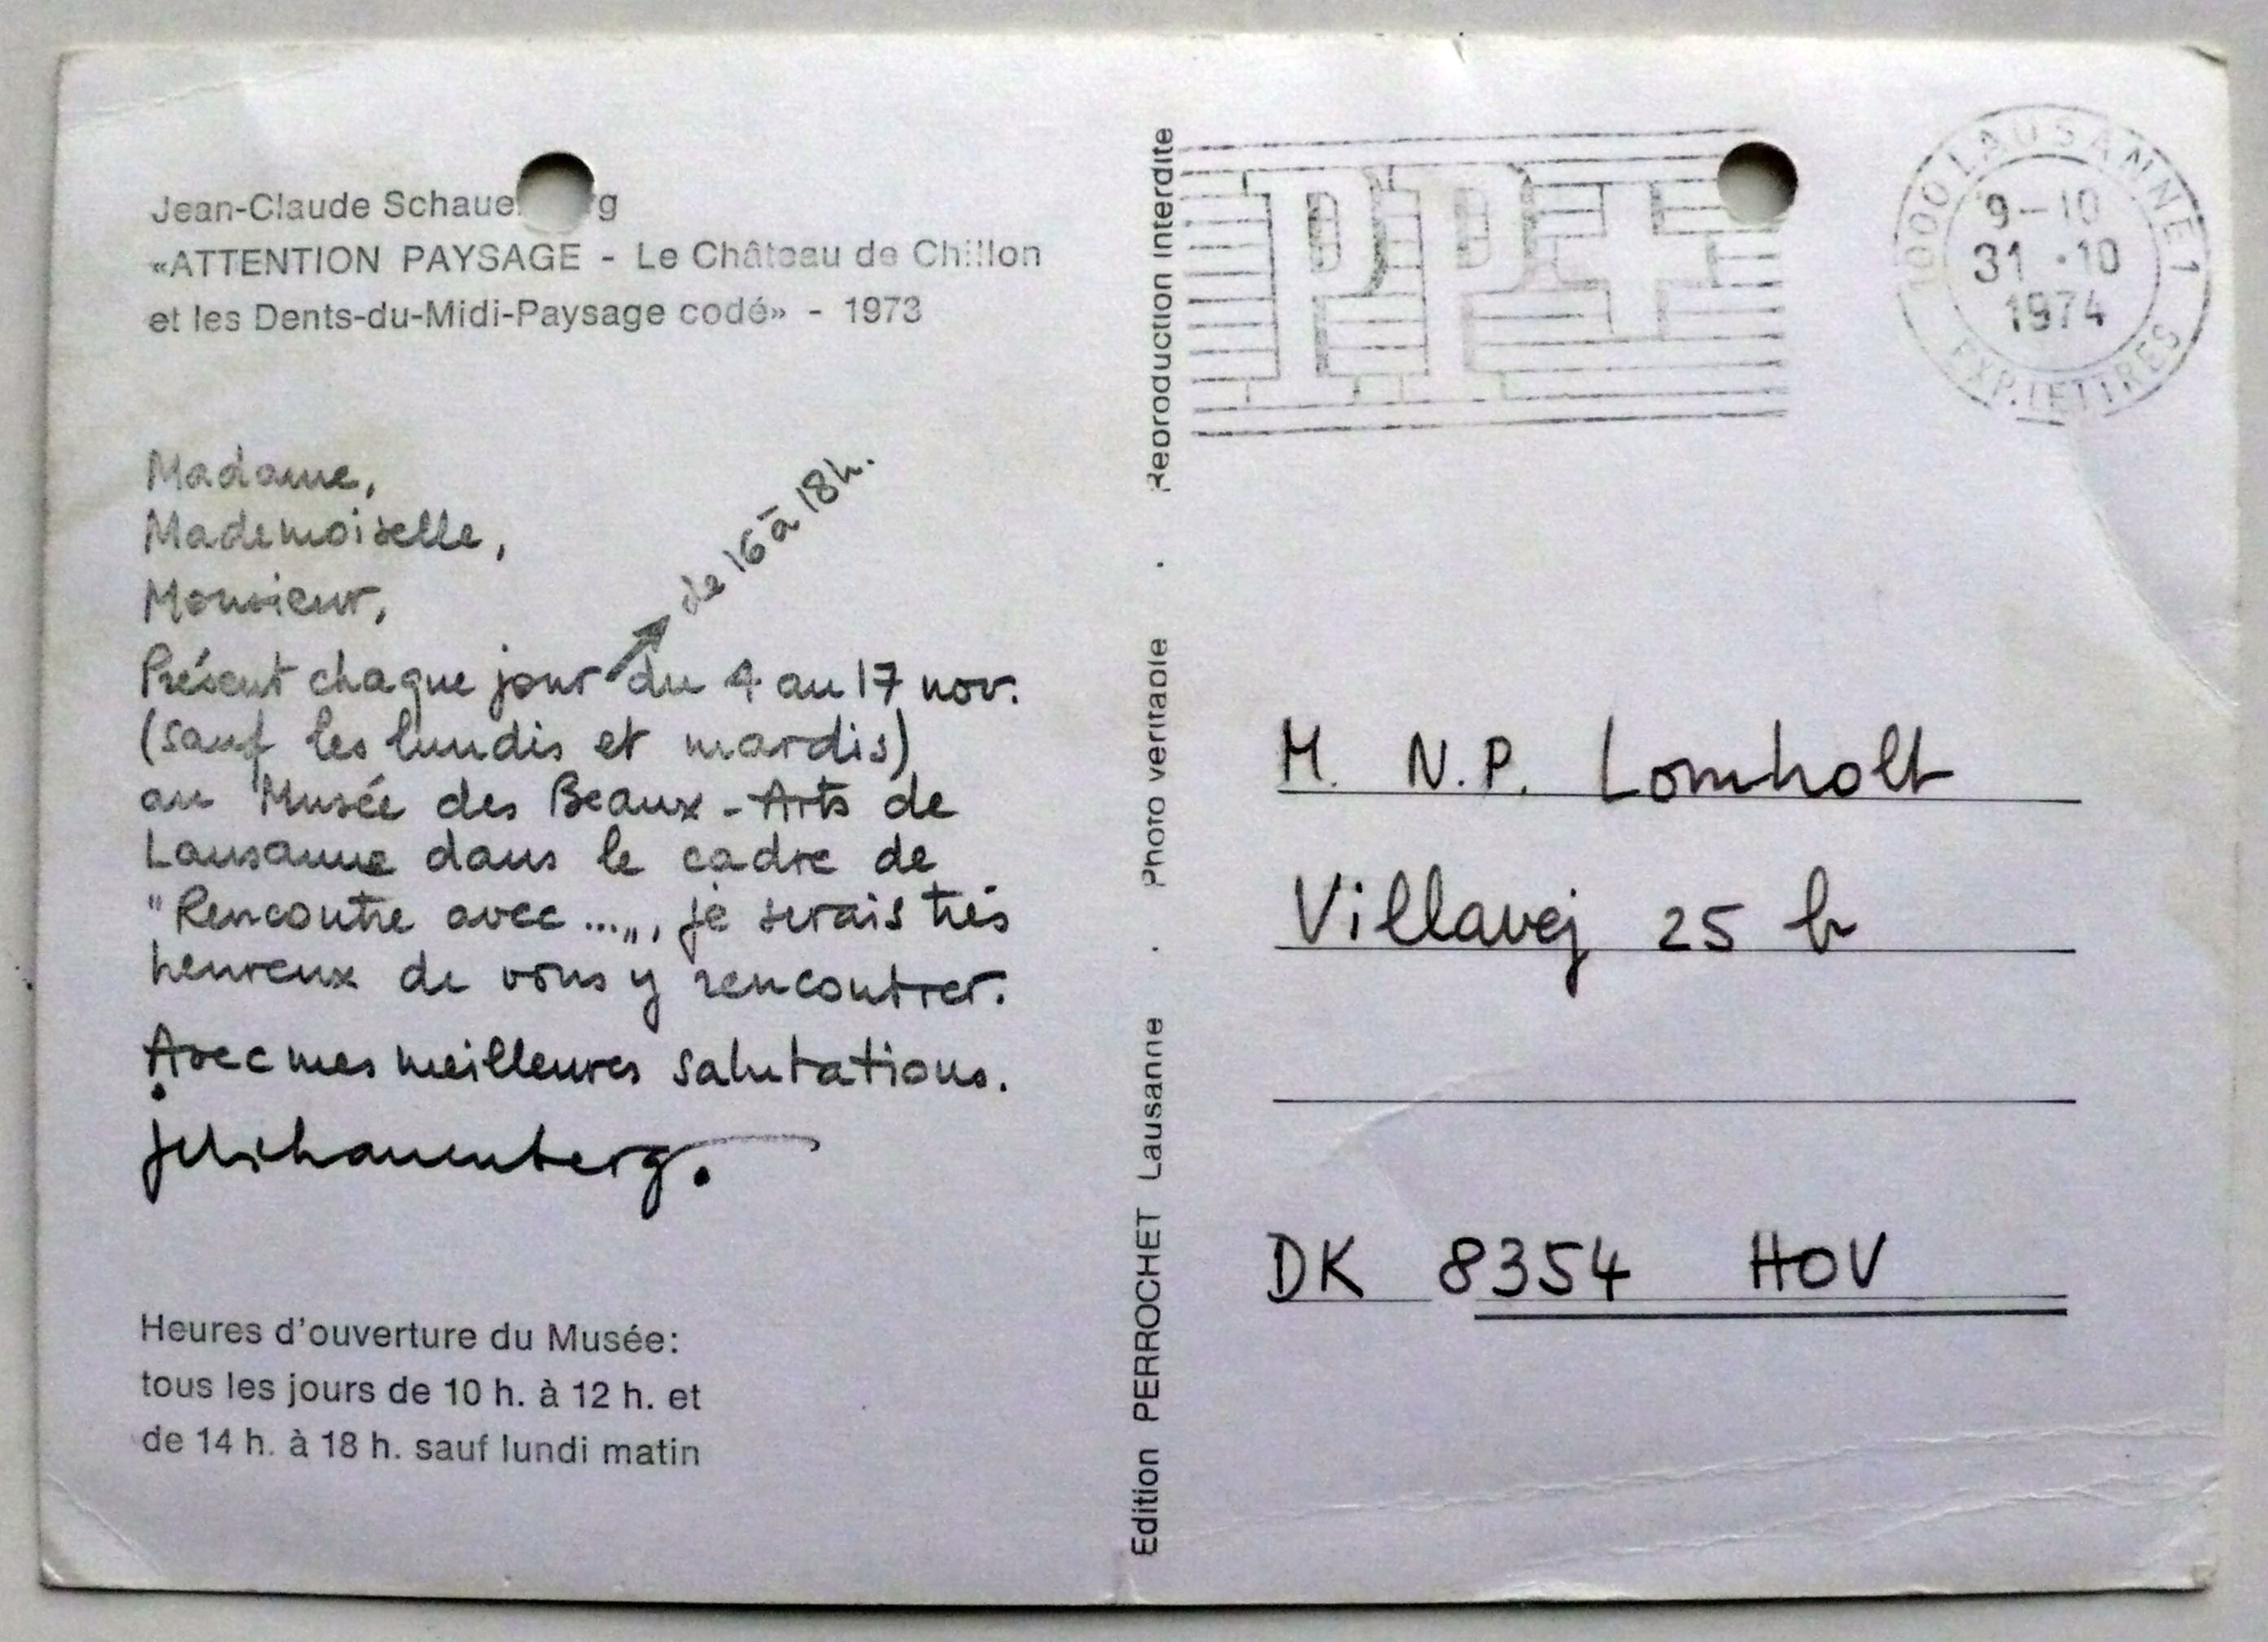 Jean-Claude Schaue rg
«ATTENTION PAYSAGE - Le Château de Chillon
et les Dents-du-Midi-Paysage codé» - 1973
Madame,
Mademoiselle,
Monsieur,
de 16 à 18h.
Présent chaque jour du 4 au 17 nov.
(sauf les lundis et mardis)
au Musée des Beaux-Arts de
Lausanne dans le cadre de
"Rencontre avec...", je serais très
heureux de vous y rencontrer.
Avec mes meilleures salutations.
jclschauenberg.
Heures d'ouverture du Musée:
tous les jours de 10 h. à 12 h. et
de 14 h. à 18 h. sauf lundi matin
Edition PERROCHET Lausanne . Photo véritable . Reproduction interdite
PP
1000 LAUSANNE 1
9-10
31.10
1974
EXP. LETTRES
M. N.P. Lomholt
Villavej 25 b
DK 8354 HOV